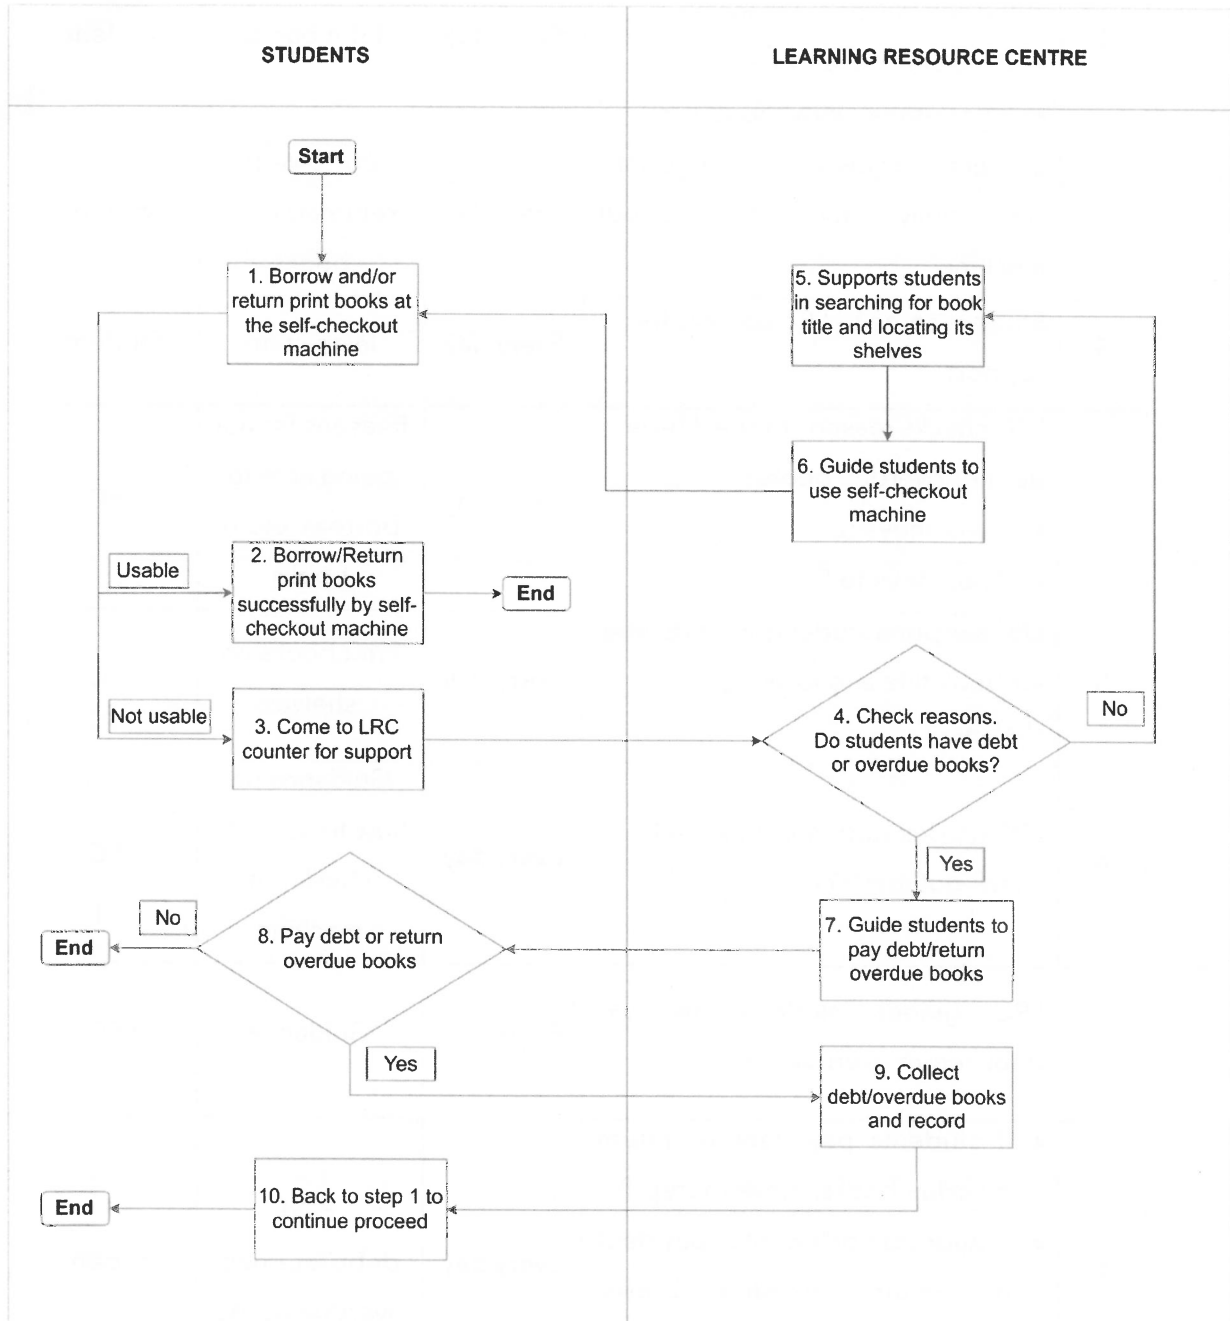 STUDENTS
LEARNING RESOURCE CENTRE
Start
1. Borrow and/or
return print books at
the self-checkout
machine
5. Supports students
in searching for book
title and locating its
shelves
6. Guide students to
use self-checkout
machine
Usable
2. Borrow/Return
print books
successfully by self-
checkout machine
End
Not usable
3. Come to LRC
counter for support
4. Check reasons.
Do students have debt
or overdue books?
No
Yes
7. Guide students to
pay debt/return
overdue books
8. Pay debt or return
overdue books
No
End
Yes
9. Collect
debt/overdue books
and record
10. Back to step 1 to
continue proceed
End